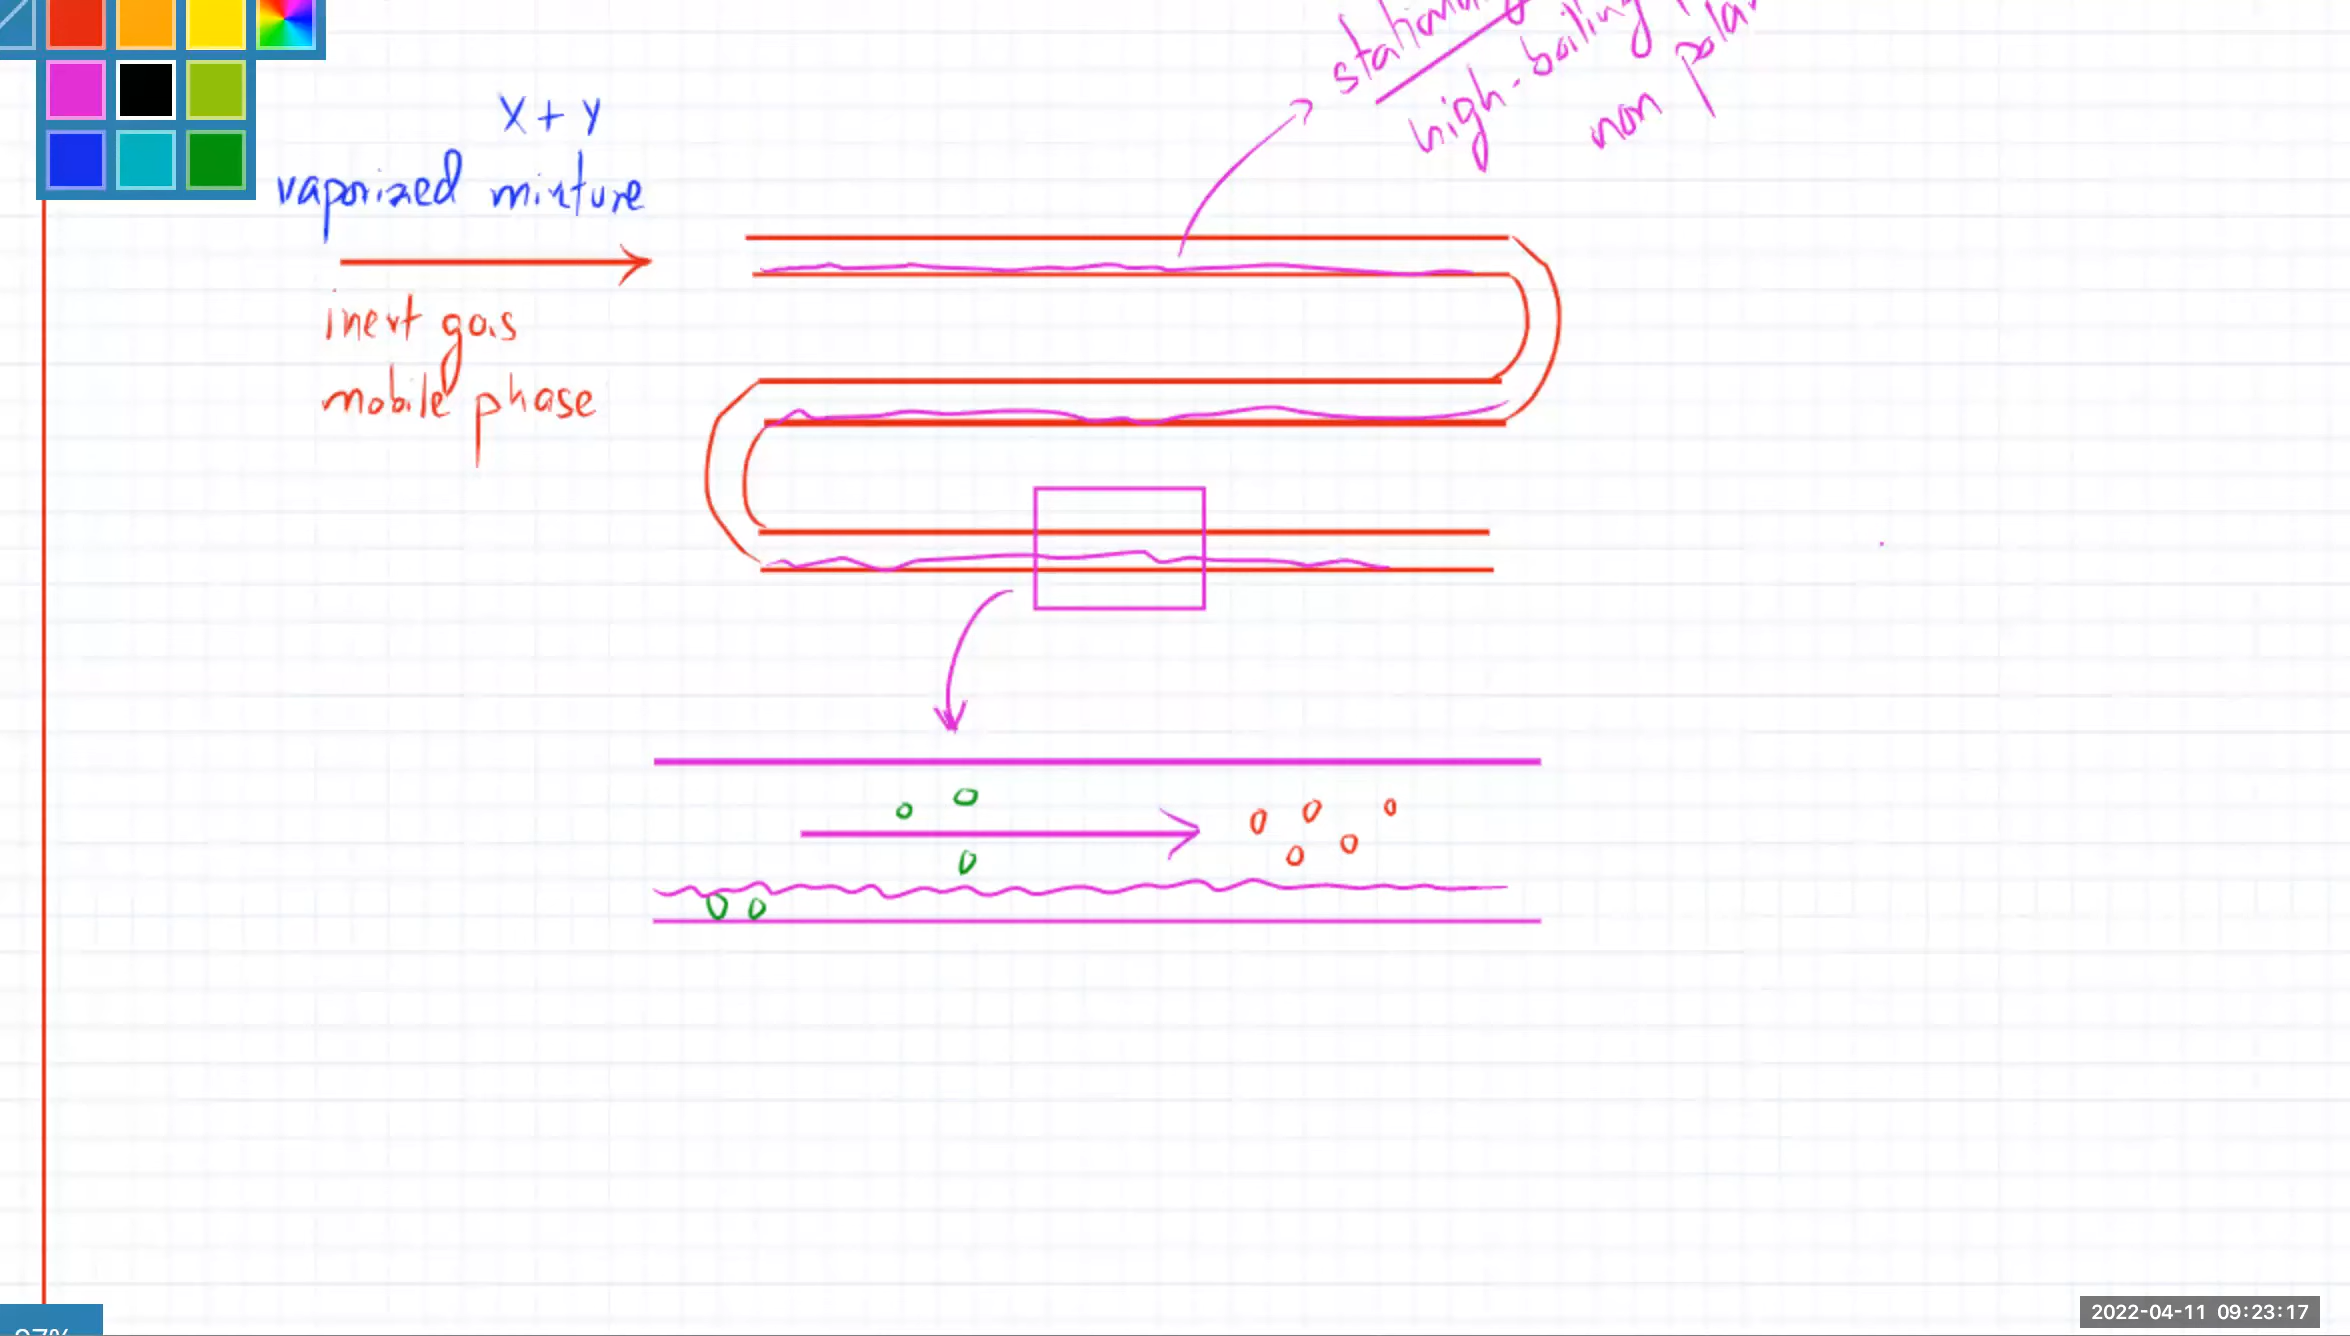 X + y
vaporized mixture
inert gas
mobile phase
high-boiling
non
2022-04-11 09:23:17